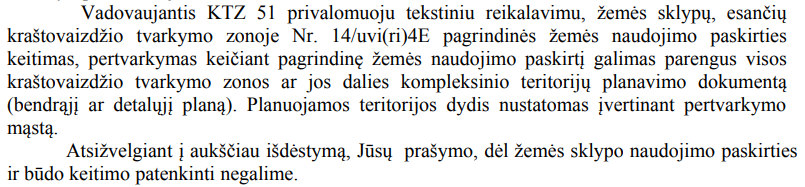 Vadovaujantis KTZ 51 privalomuoju tekstiniu reikalavimu, žemės sklypų, esančių
kraštovaizdžio tvarkymo zonoje Nr. 14/uvi(ri)4E pagrindinės žemės naudojimo paskirties
keitimas, pertvarkymas keičiant pagrindinę žemės naudojimo paskirtį galimas parengus visos
kraštovaizdžio tvarkymo zonos ar jos dalies kompleksinio teritorijų planavimo dokumentą
(bendrąjį ar detalųjį planą). Planuojamos teritorijos dydis nustatomas įvertinant pertvarkymo
mąstą.
Atsižvelgiant į aukščiau išdėstymą, Jūsų prašymo, dėl žemės sklypo naudojimo paskirties
ir būdo keitimo patenkinti negalime.